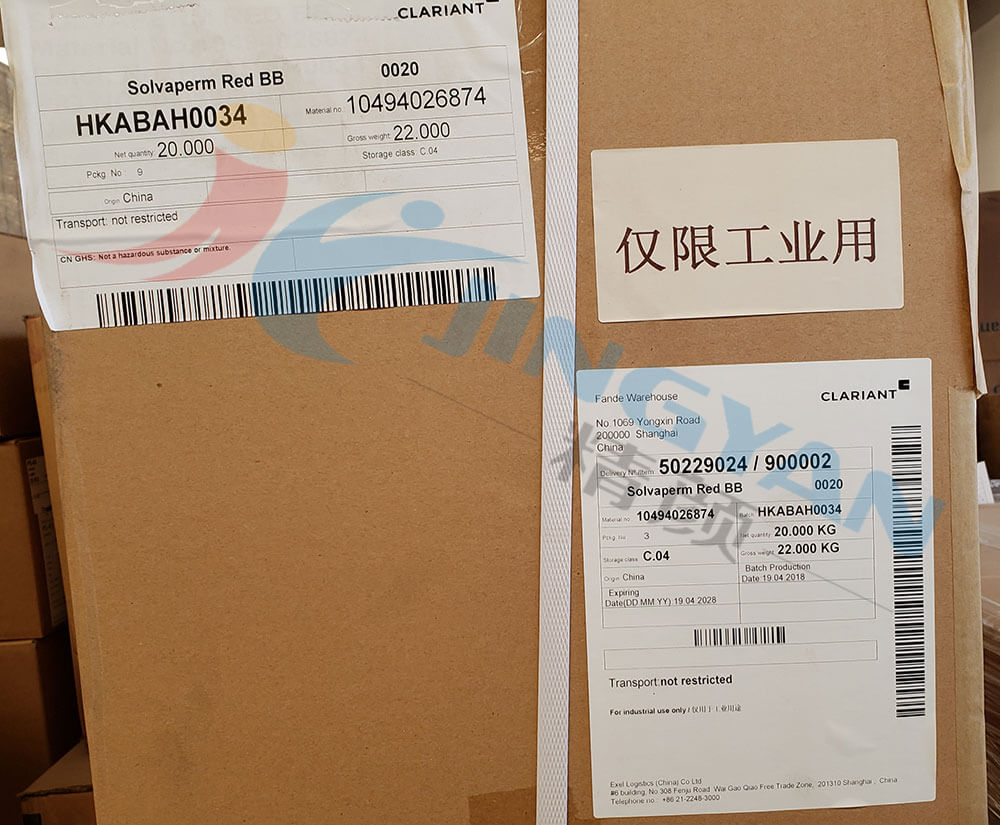 CLARIANT
Solvaperm Red BB 0020
HKABAH0034 Material no. 10494026874
Net quantity 20.000 Gross weight 22.000
Storage class: C.04
Pckg. No 9
Origin China
Transport: not restricted
CN GHS: Not a hazardous substance or mixture.
仅限工业用
CLARIANT
Fande Warehouse
No 1069 Yongxin Road
200000 Shanghai
China
50229024 / 900002
Solvaperm Red BB 0020
Material no. 10494026874 Batch HKABAH0034
Pckg. No 3 Net quantity 20.000 KG
Storage class C.04 Gross weight 22.000 KG
Origin China
Batch Production
Date 19 04 2018
Expiring
Date(DD MM YY) 19 04 2028
Transport:not restricted
For industrial use only / 仅用于工业用途
Exel Logistics (China) Co Ltd
#6 building, No 308 Fenju Road Wai Gao Qiao Free Trade Zone, 201310 Shanghai , China
Telephone no. +86 21-2248-3000
JINGYAN
精颜